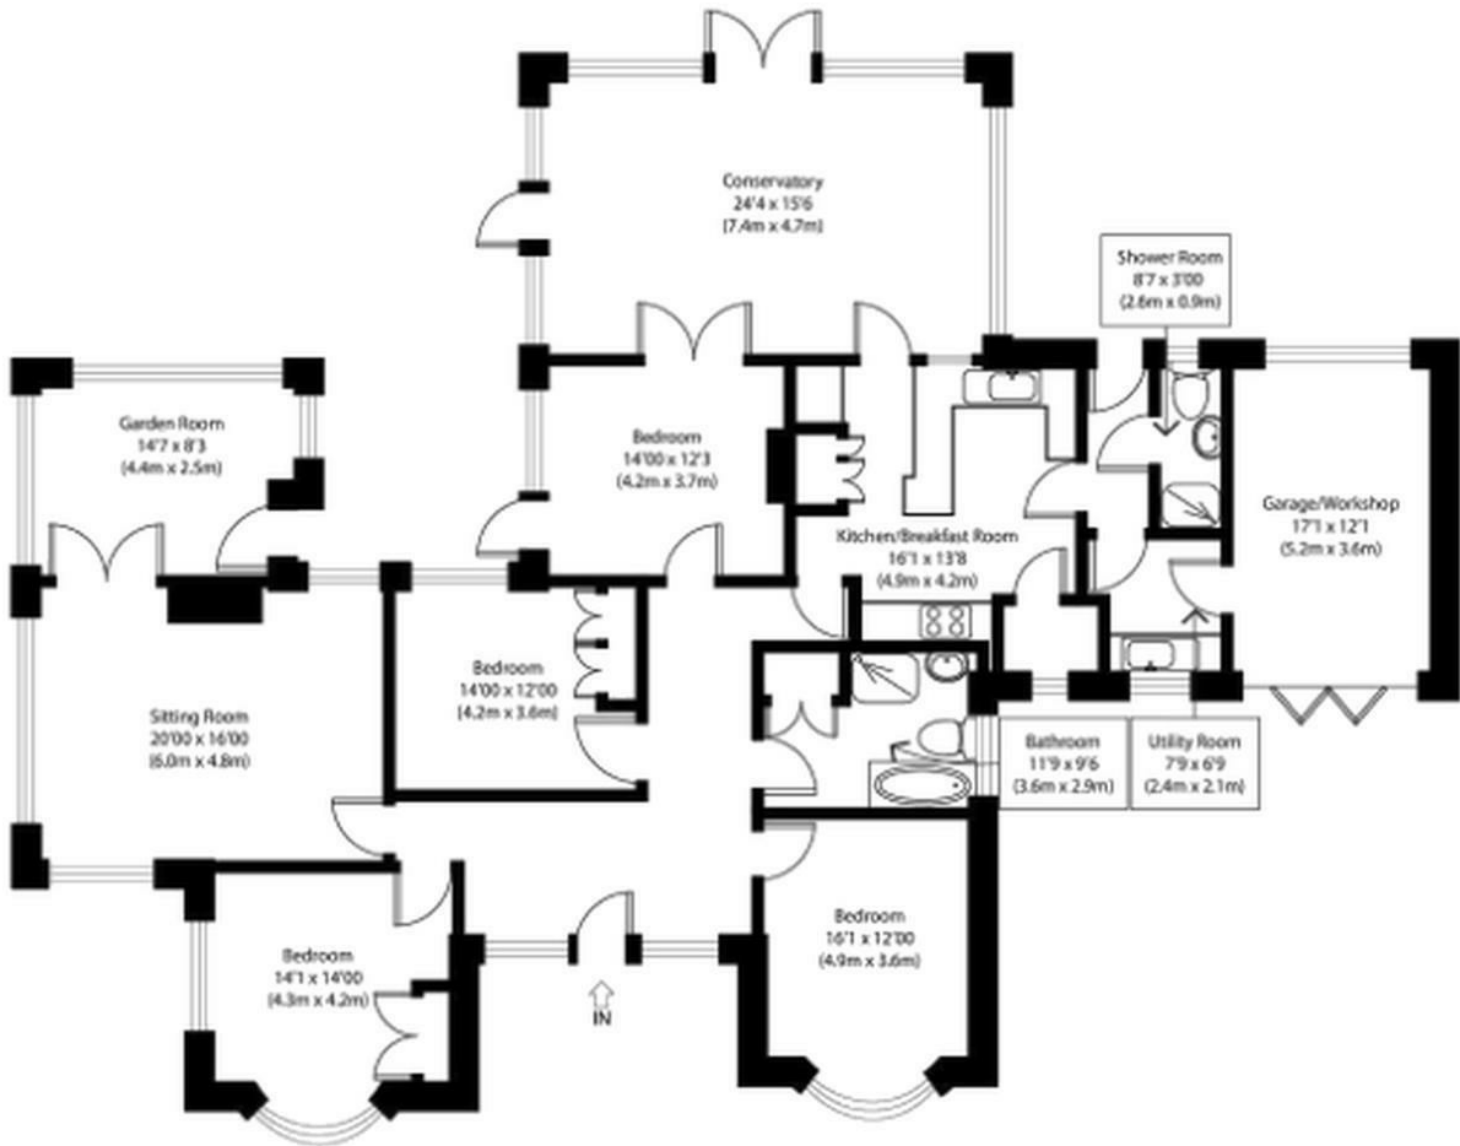 Conservatory
24'4 x 15'6
(7.4m x 4.7m)
Shower Room
8'7 x 3'00
(2.6m x 0.9m)
Garden Room
14'7 x 8'3
(4.4m x 2.5m)
Bedroom
14'00 x 12'3
(4.2m x 3.7m)
Garage/Workshop
17'1 x 12'1
(5.2m x 3.6m)
Kitchen/Breakfast Room
16'1 x 13'8
(4.9m x 4.2m)
Bedroom
14'00 x 12'00
(4.2m x 3.6m)
Sitting Room
20'00 x 16'00
(6.0m x 4.8m)
Bathroom
11'9 x 9'6
(3.6m x 2.9m)
Utility Room
7'9 x 6'9
(2.4m x 2.1m)
Bedroom
16'1 x 12'00
(4.9m x 3.6m)
Bedroom
14'1 x 14'00
(4.3m x 4.2m)
IN